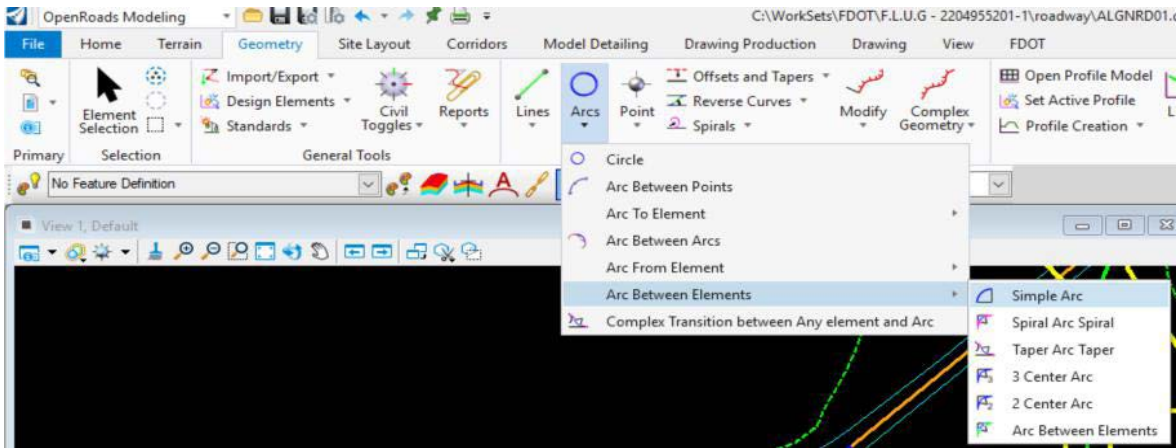 OpenRoads Modeling
C:\WorkSets\FDOT\F.L.U.G - 2204955201-1\roadway\ALGNRD01.
File Home Terrain Geometry Site Layout Corridors Model Detailing Drawing Production Drawing View FDOT
Element Selection
Import/Export
Design Elements
Standards
Civil Toggles
Reports
Lines
Arcs
Point
Offsets and Tapers
Reverse Curves
Spirals
Modify
Complex Geometry
Open Profile Model
Set Active Profile
Profile Creation
L
Primary Selection General Tools
No Feature Definition
View 1, Default
Circle
Arc Between Points
Arc To Element
Arc Between Arcs
Arc From Element
Arc Between Elements
Complex Transition between Any element and Arc
Simple Arc
Spiral Arc Spiral
Taper Arc Taper
3 Center Arc
2 Center Arc
Arc Between Elements